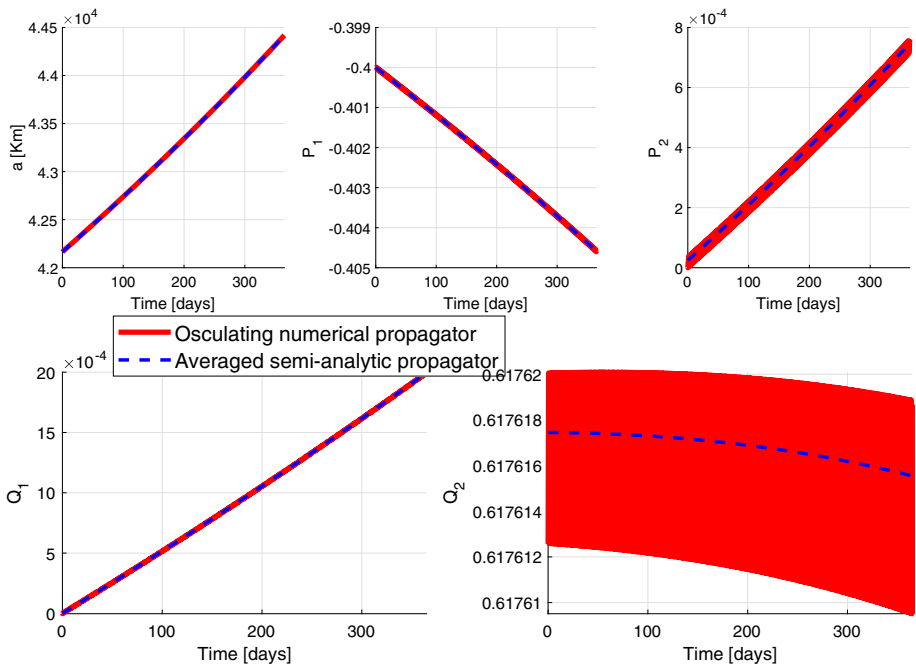 ×10⁴
4.45
4.4
4.35
4.3
4.25
4.2
a [Km]
0 100 200 300
Time [days]
-0.399
-0.4
-0.401
-0.402
-0.403
-0.404
-0.405
P₁
0 100 200 300
Time [days]
×10⁻⁴
8
6
4
2
0
P₂
0 100 200 300
Time [days]
Osculating numerical propagator
Averaged semi-analytic propagator
×10⁻⁴
20
15
10
5
0
Q₁
0 100 200 300
Time [days]
0.61762
0.617618
0.617616
0.617614
0.617612
0.61761
Q₂
0 100 200 300
Time [days]